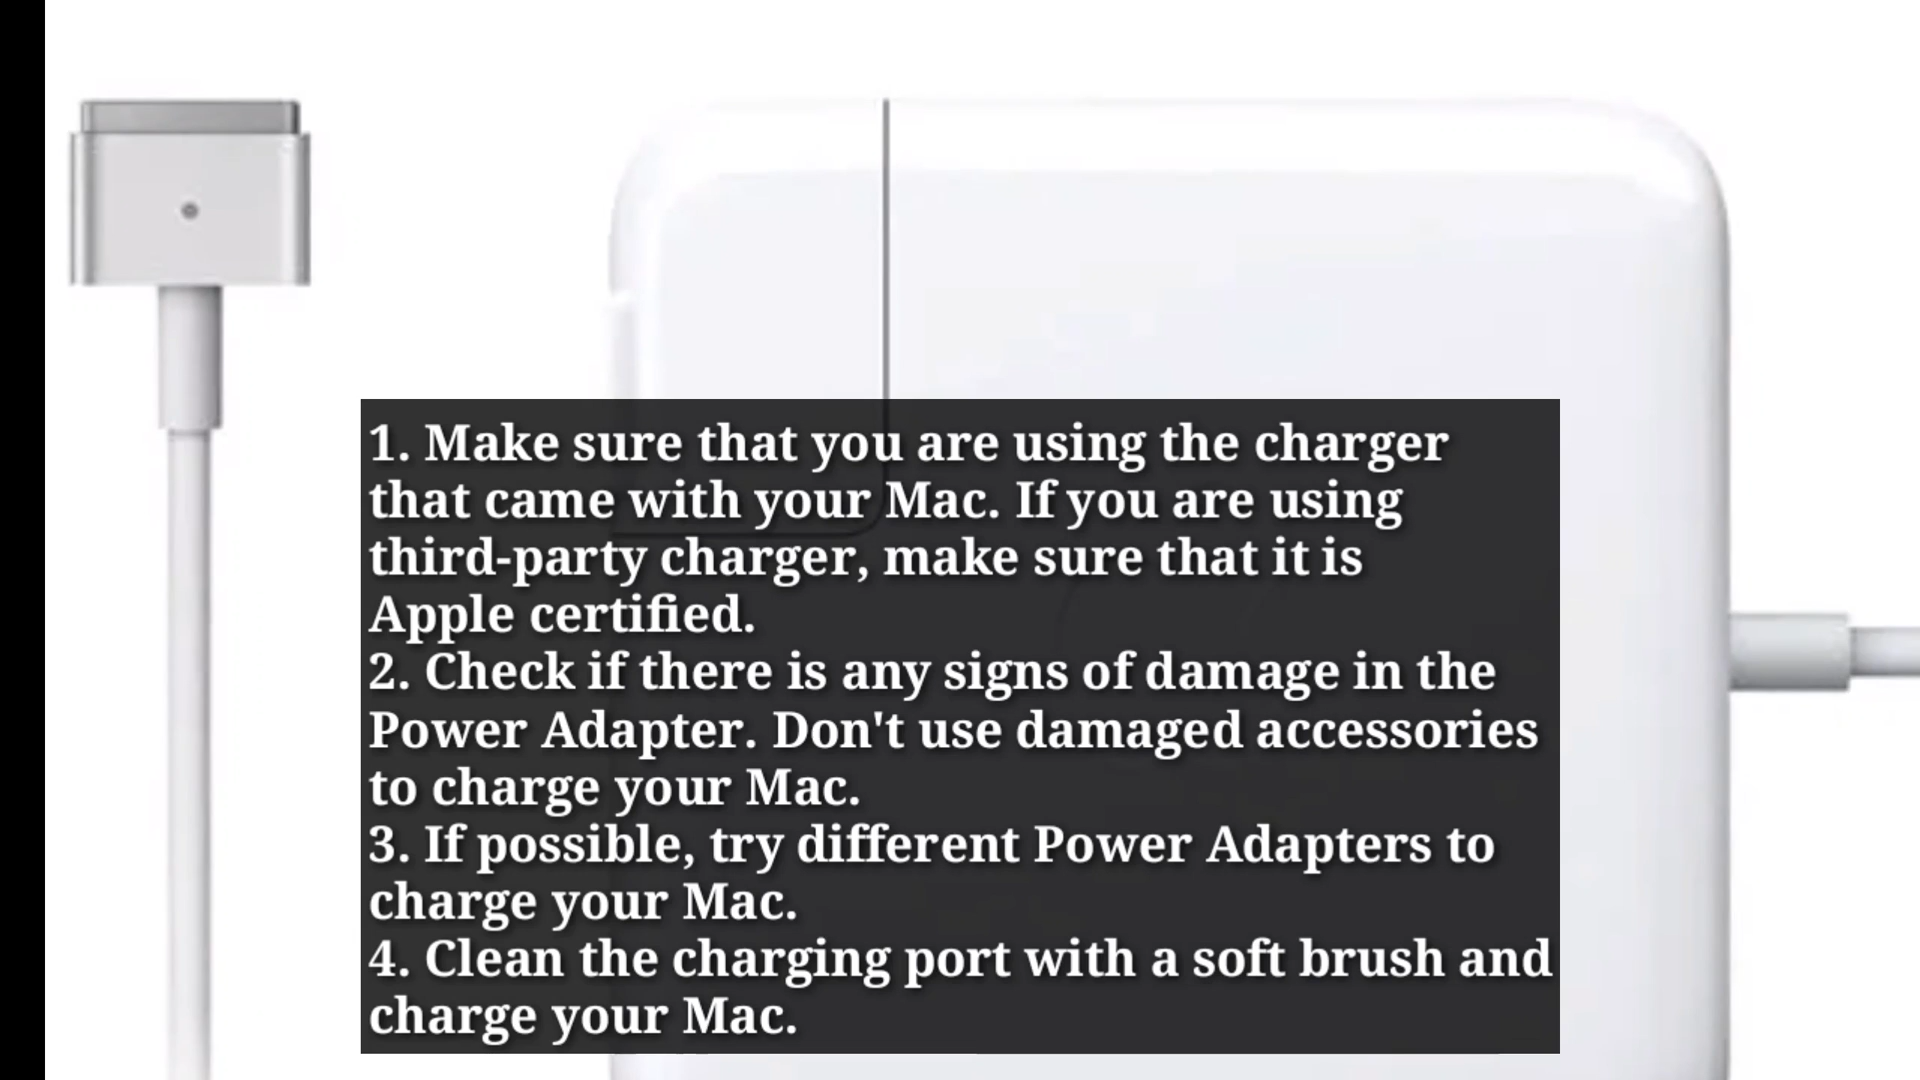 1. Make sure that you are using the charger
that came with your Mac. If you are using
third-party charger, make sure that it is
Apple certified.
2. Check if there is any signs of damage in the
Power Adapter. Don't use damaged accessories
to charge your Mac.
3. If possible, try different Power Adapters to
charge your Mac.
4. Clean the charging port with a soft brush and
charge your Mac.